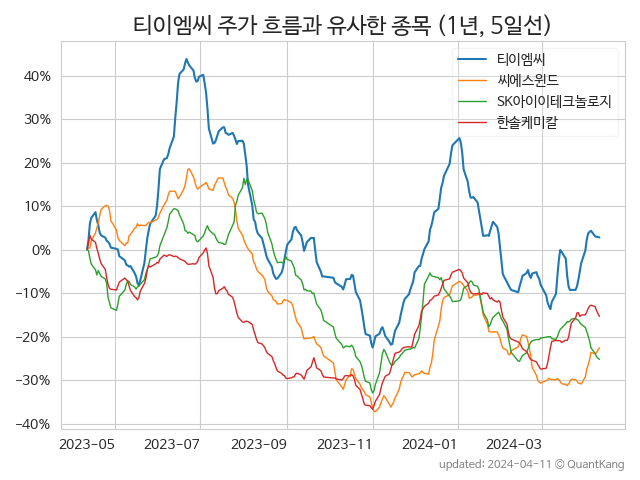 티이엠씨 주가 흐름과 유사한 종목 (1년, 5일선)
티이엠씨
씨에스윈드
SK아이이테크놀로지
한솔케미칼
40%
30%
20%
10%
0%
−10%
−20%
−30%
−40%
2023-05 2023-07 2023-09 2023-11 2024-01 2024-03
updated: 2024-04-11 © QuantKang